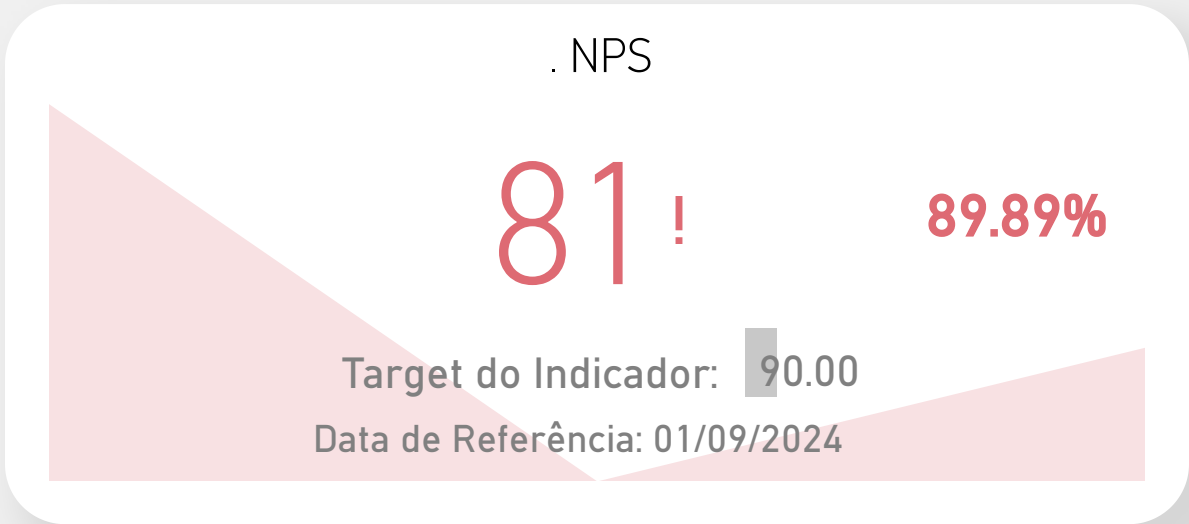 . NPS
81 !
89.89%
Target do Indicador: 90.00
Data de Referência: 01/09/2024